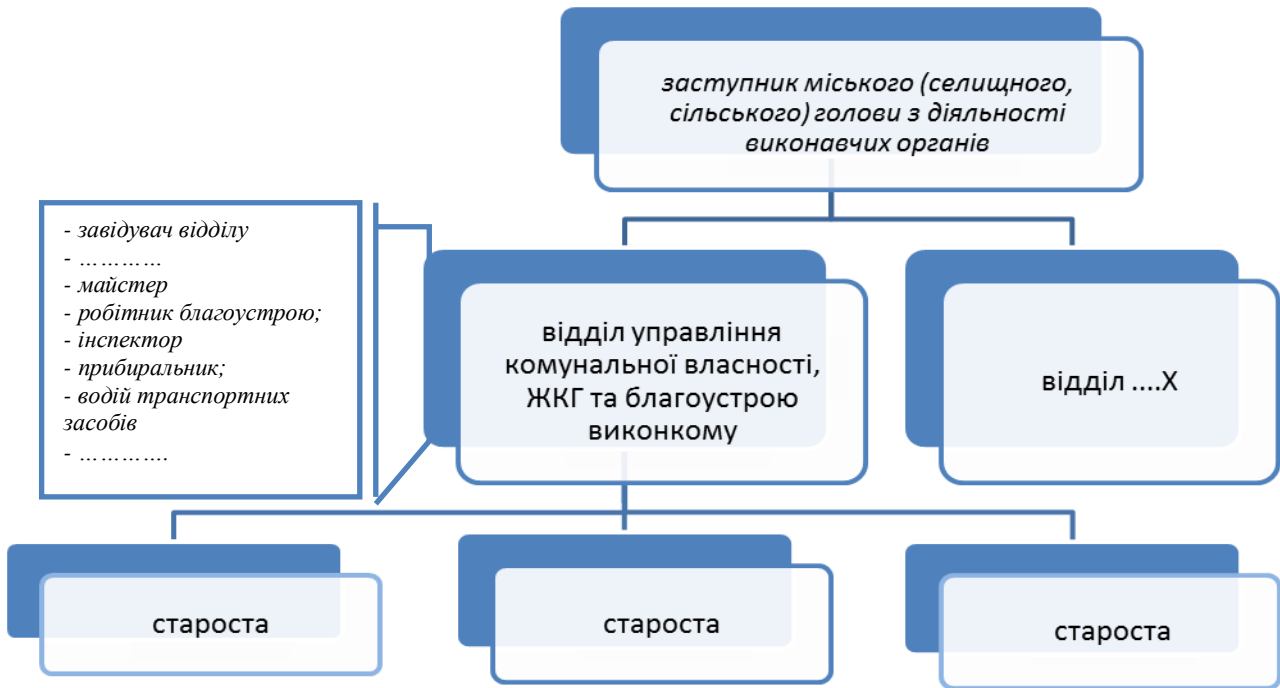 заступник міського (селищного,
сільського) голови з діяльності
виконавчих органів
- завідувач відділу
- …………
- майстер
- робітник благоустрою;
- інспектор
- прибиральник;
- водій транспортних
засобів
- ………….
відділ управління
комунальної власності,
ЖКГ та благоустрою
виконкому
відділ ....Х
староста
староста
староста